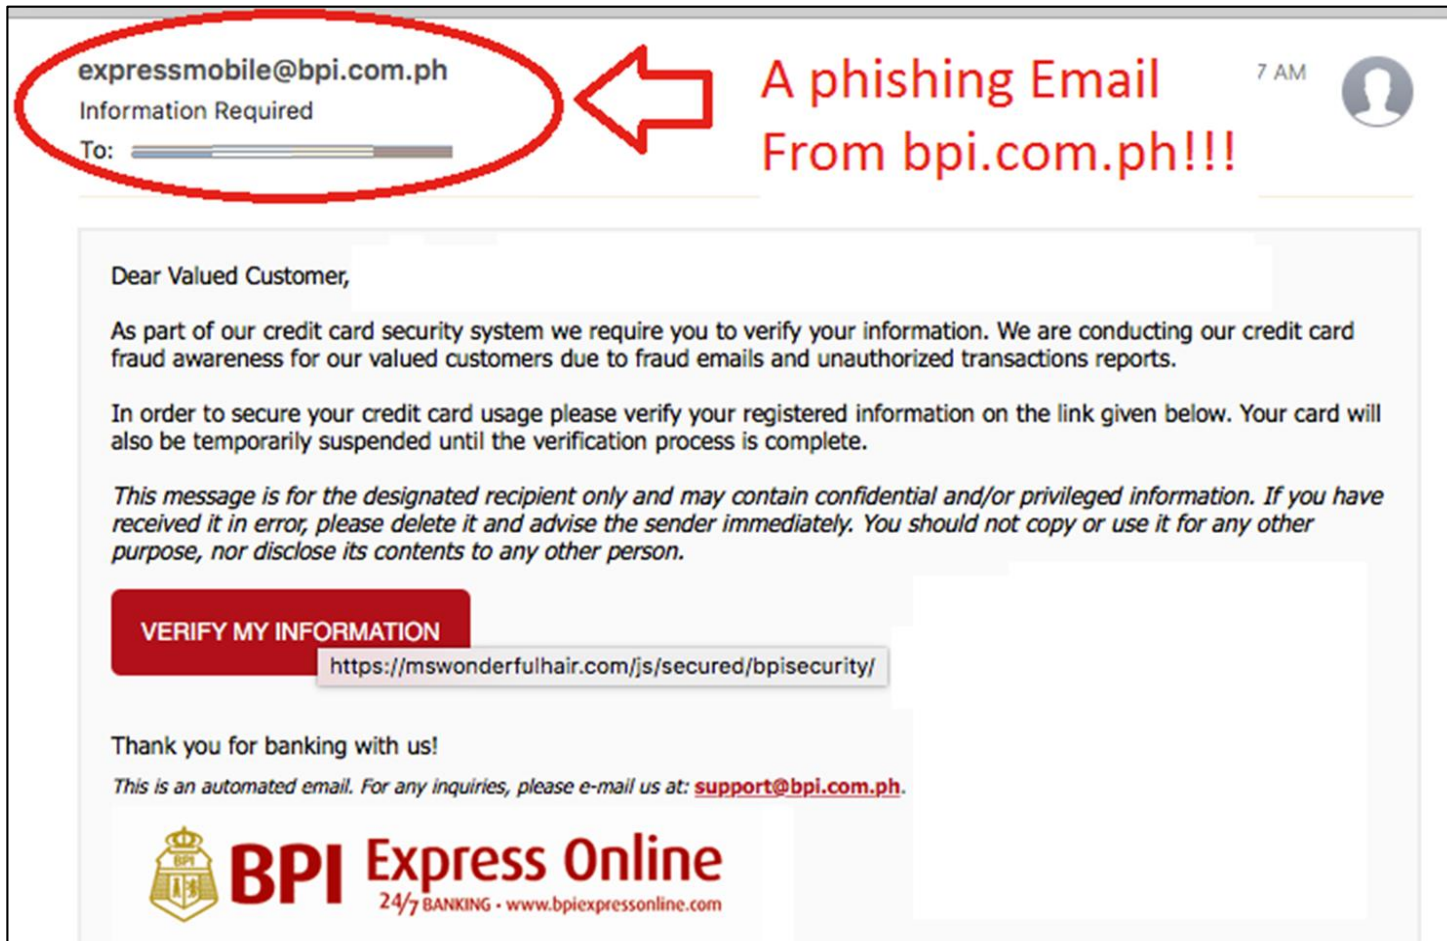 expressmobile@bpi.com.ph
Information Required
To:
A phishing Email
From bpi.com.ph!!!
7 AM
Dear Valued Customer,
As part of our credit card security system we require you to verify your information. We are conducting our credit card
fraud awareness for our valued customers due to fraud emails and unauthorized transactions reports.
In order to secure your credit card usage please verify your registered information on the link given below. Your card will
also be temporarily suspended until the verification process is complete.
This message is for the designated recipient only and may contain confidential and/or privileged information. If you have
received it in error, please delete it and advise the sender immediately. You should not copy or use it for any other
purpose, nor disclose its contents to any other person.
VERIFY MY INFORMATION
https://mswonderfulhair.com/js/secured/bpisecurity/
Thank you for banking with us!
This is an automated email. For any inquiries, please e-mail us at: support@bpi.com.ph.
BPI
BPI Express Online
24/7 BANKING • www.bpiexpressonline.com